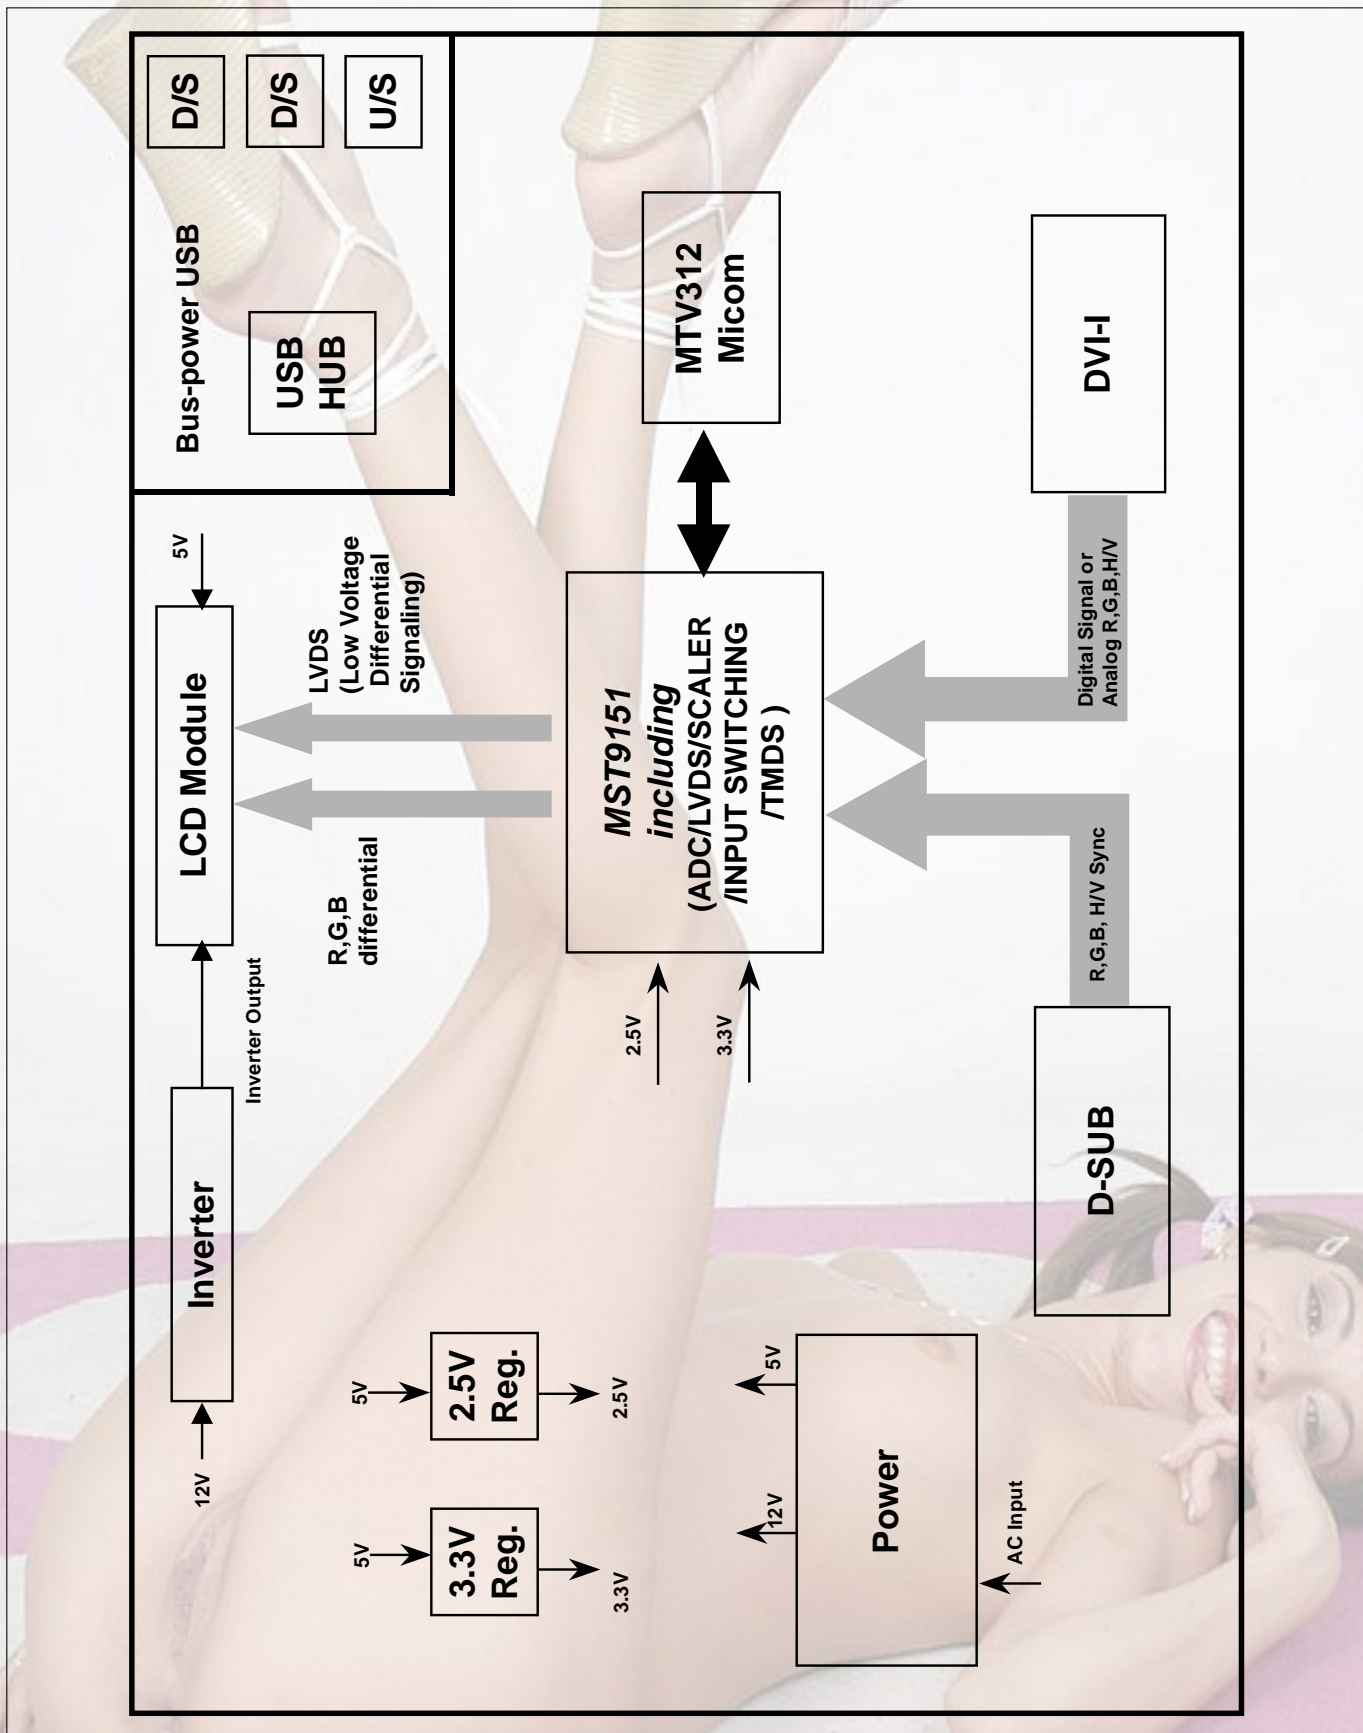 D/S
D/S
U/S
Bus-power USB
USB
HUB
MTV312
Micom
DVI-I
5V
LCD Module
LVDS
(Low Voltage
Differential
Signaling)
R,G,B
differential
MST9151
including
(ADC/LVDS/SCALER
/INPUT SWITCHING
/TMDS )
Digital Signal or
Analog R,G,B,H/V
R,G,B, H/V Sync
Inverter Output
2.5V
3.3V
D-SUB
Inverter
12V
5V
2.5V
Reg.
2.5V
5V
3.3V
Reg.
3.3V
5V
12V
Power
AC Input